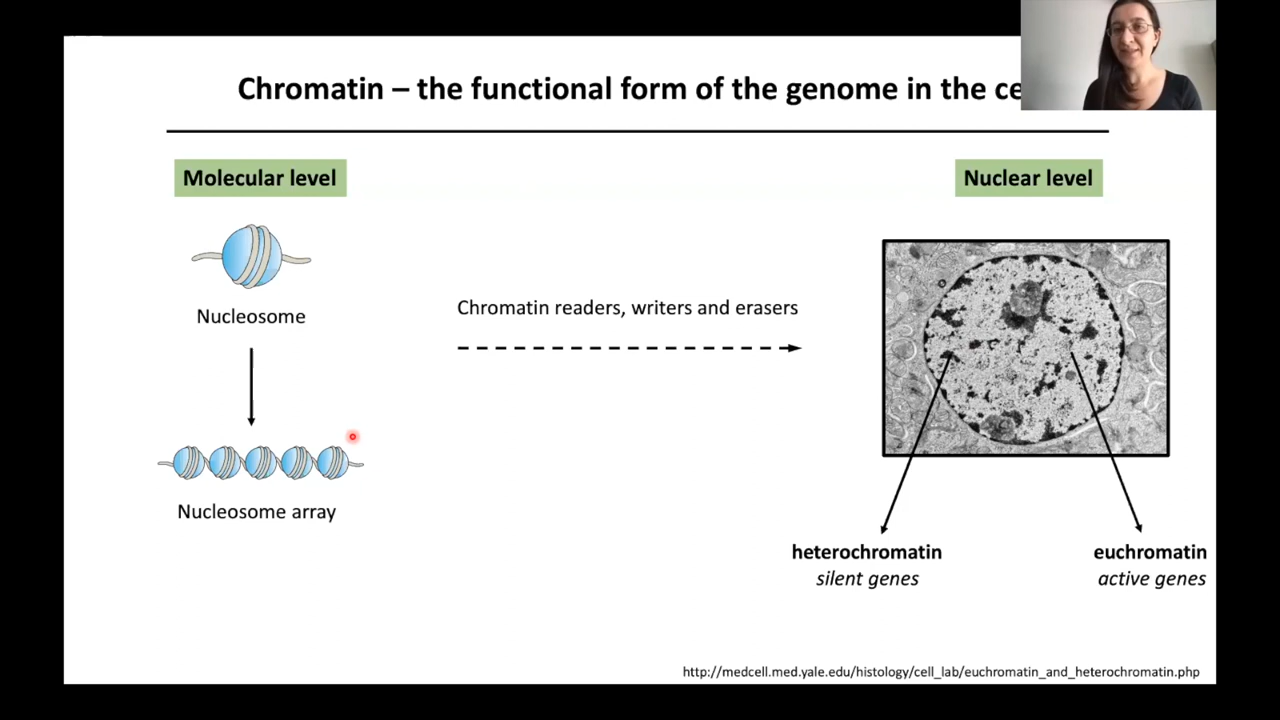 Chromatin – the functional form of the genome in the
Molecular level
Nuclear level
Nucleosome
Chromatin readers, writers and erasers
Nucleosome array
heterochromatin
silent genes
euchromatin
active genes
http://medcell.med.yale.edu/histology/cell_lab/euchromatin_and_heterochromatin.php